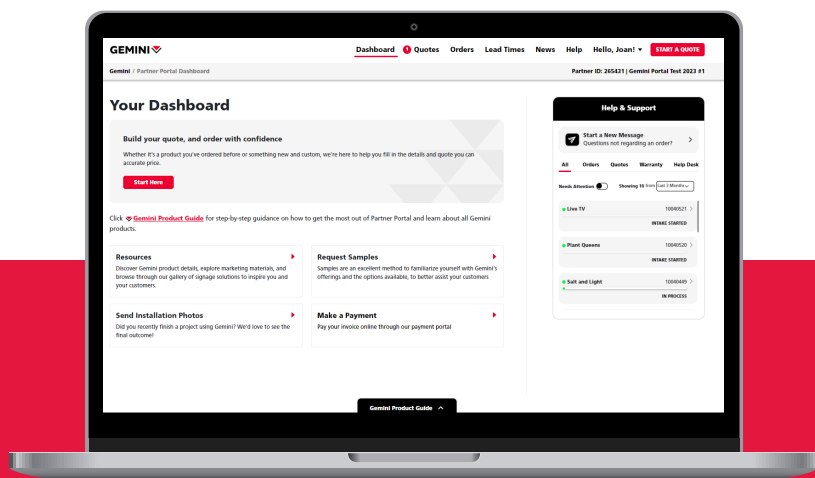 GEMINI
Dashboard 1 Quotes Orders Lead Times News Help Hello, Joan! START A QUOTE
Gemini / Partner Portal Dashboard
Partner ID: 265431 | Gemini Portal Test 2023 #1
Your Dashboard
Build your quote, and order with confidence
Whether it's a product you've ordered before or something new and custom, we're here to help you fill in the details and quote you can
accurate price.
Start Here
Click Gemini Product Guide for step-by-step guidance on how to get the most out of Partner Portal and learn about all Gemini
products.
Resources
Discover Gemini product details, explore marketing materials, and
browse through our gallery of signage solutions to inspire you and
your customers.
Request Samples
Samples are an excellent method to familiarize yourself with Gemini's
offerings and the options available, to better assist your customers
Send Installation Photos
Did you recently finish a project using Gemini? We'd love to see the
final outcome!
Make a Payment
Pay your invoice online through our payment portal
Help & Support
Start a New Message
Questions not regarding an order?
All Orders Quotes Warranty Help Desk
Needs Attention Showing 10 from Last 3 Months
Live TV 10040521
INTAKE STARTED
Plant Queens 10040520
INTAKE STARTED
Salt and Light 10040449
IN PROCESS
Gemini Product Guide